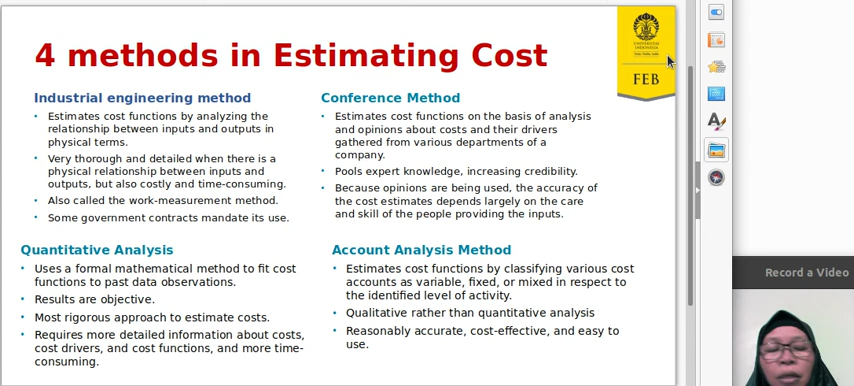 4 methods in Estimating Cost
UNIVERSITAS
INDONESIA
FEB
Industrial engineering method
• Estimates cost functions by analyzing the
relationship between inputs and outputs in
physical terms.
• Very thorough and detailed when there is a
physical relationship between inputs and
outputs, but also costly and time-consuming.
• Also called the work-measurement method.
• Some government contracts mandate its use.
Conference Method
• Estimates cost functions on the basis of analysis
and opinions about costs and their drivers
gathered from various departments of a
company.
• Pools expert knowledge, increasing credibility.
• Because opinions are being used, the accuracy of
the cost estimates depends largely on the care
and skill of the people providing the inputs.
Quantitative Analysis
• Uses a formal mathematical method to fit cost
functions to past data observations.
• Results are objective.
• Most rigorous approach to estimate costs.
• Requires more detailed information about costs,
cost drivers, and cost functions, and more time-
consuming.
Account Analysis Method
• Estimates cost functions by classifying various cost
accounts as variable, fixed, or mixed in respect to
the identified level of activity.
• Qualitative rather than quantitative analysis
• Reasonably accurate, cost-effective, and easy to
use.
Record a Video